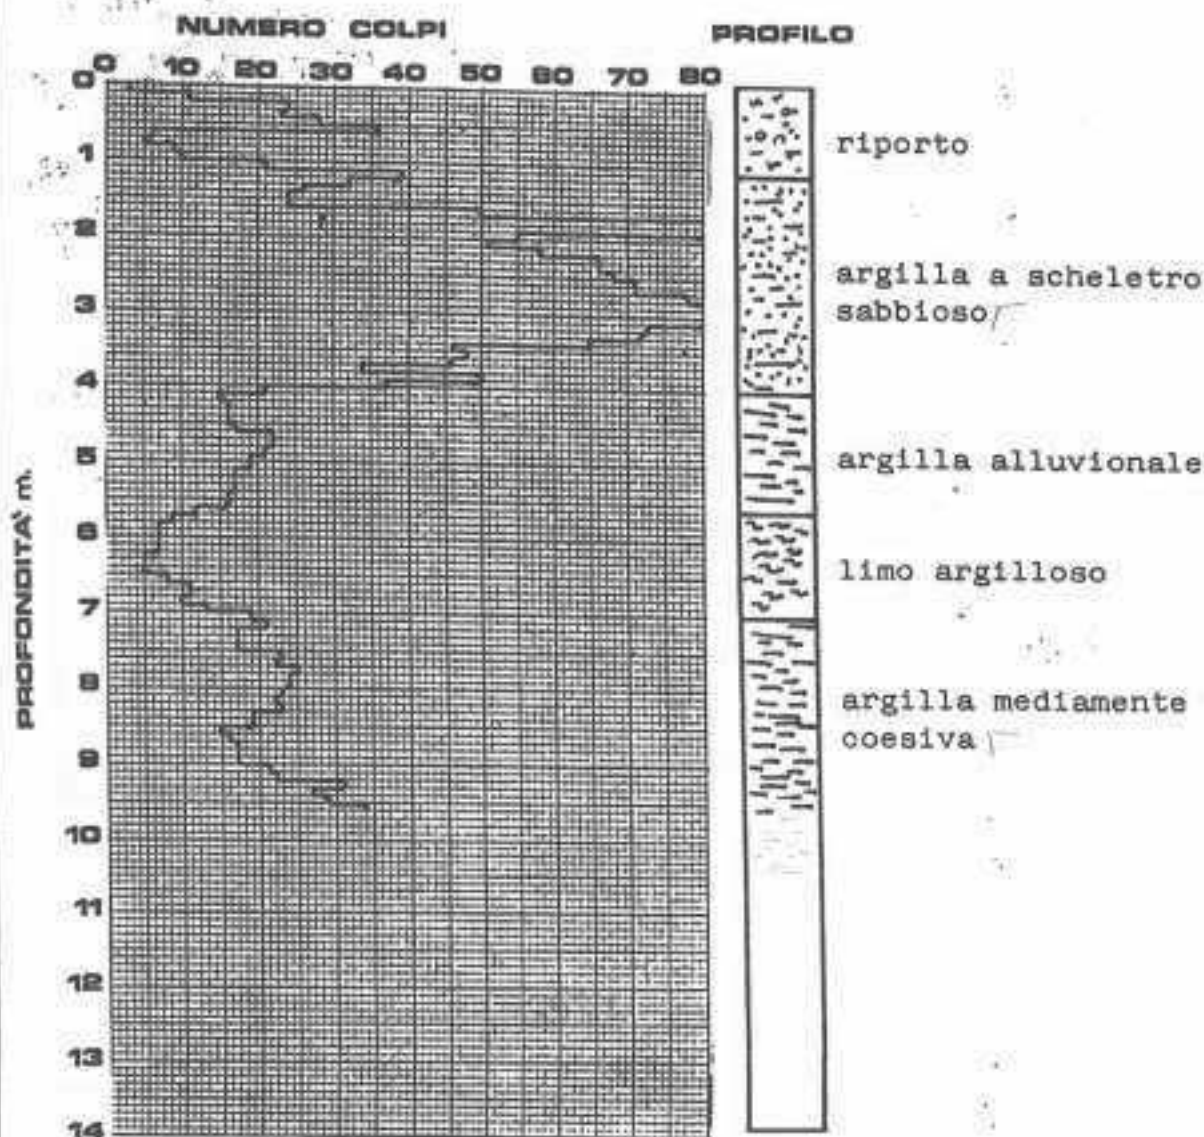 NUMERO COLPI
PROFILO
0 10 20 30 40 50 60 70 80
0
1
2
3
4
5
6
7
8
9
10
11
12
13
14
PROFONDITA' m.
riporto
argilla a scheletro
sabbioso
argilla alluvionale
limo argilloso
argilla mediamente
coesiva